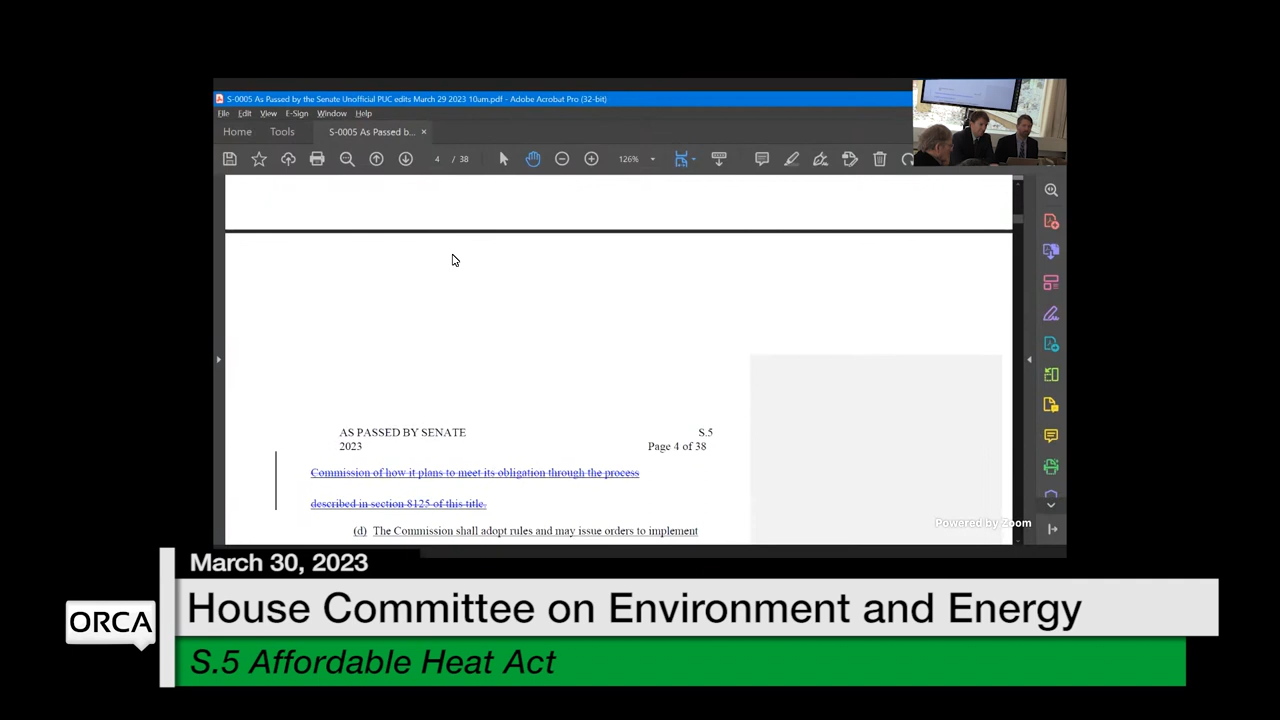 S-0005 As Passed by the Senate Unofficial PUC edits March 29 2023 10am.pdf - Adobe Acrobat Pro (32-bit)
File Edit View E-Sign Window Help
Home Tools S-0005 As Passed b... ×
4 / 38 126%
AS PASSED BY SENATE S.5
2023 Page 4 of 38
Commission of how it plans to meet its obligation through the process
described in section 8125 of this title.
(d) The Commission shall adopt rules and may issue orders to implement
Powered by Zoom
March 30, 2023
House Committee on Environment and Energy
ORCA
S.5 Affordable Heat Act